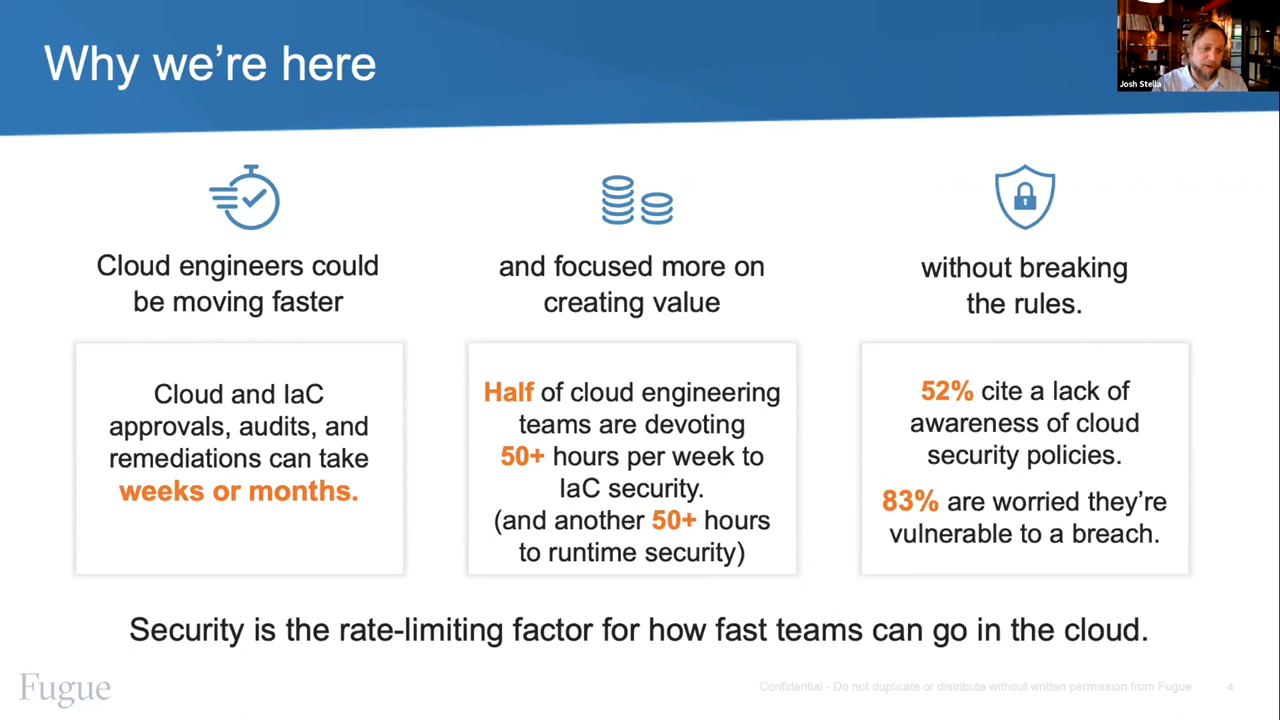 Why we’re here
Josh Stella
Cloud engineers could
be moving faster
Cloud and IaC
approvals, audits, and
remediations can take
weeks or months.
and focused more on
creating value
Half of cloud engineering
teams are devoting
50+ hours per week to
IaC security.
(and another 50+ hours
to runtime security)
without breaking
the rules.
52% cite a lack of
awareness of cloud
security policies.
83% are worried they’re
vulnerable to a breach.
Security is the rate-limiting factor for how fast teams can go in the cloud.
Fugue
Confidential - Do not duplicate or distribute without written permission from Fugue
4